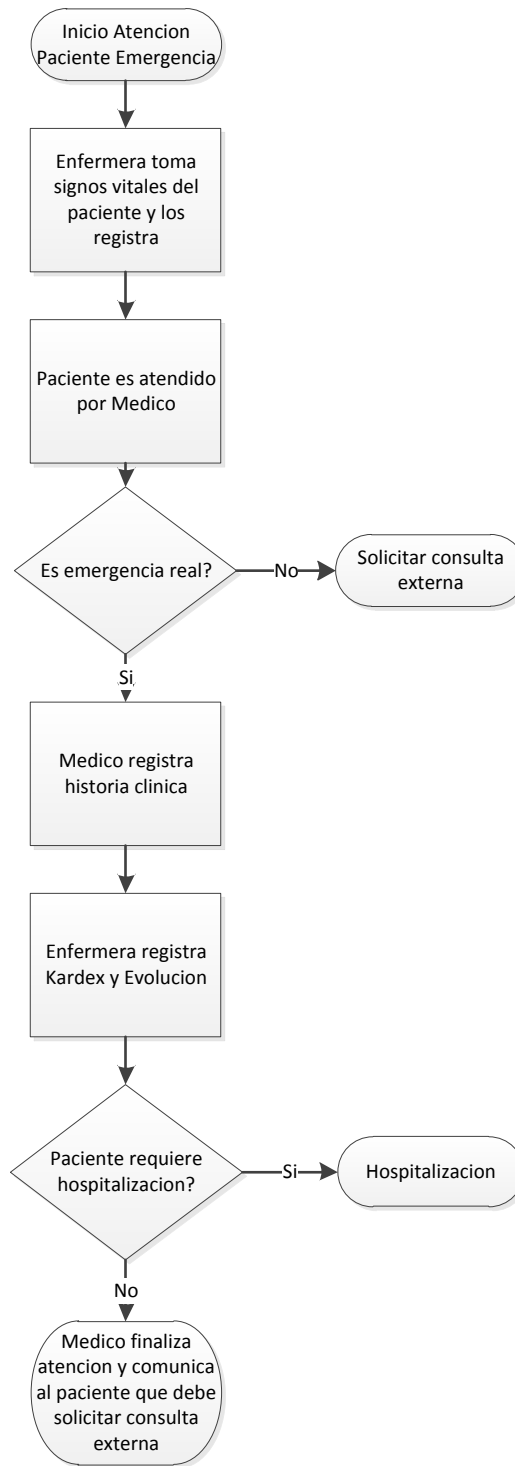 Inicio Atencion
Paciente Emergencia
Enfermera toma
signos vitales del
paciente y los
registra
Paciente es atendido
por Medico
Es emergencia real?
No
Solicitar consulta
externa
Si
Medico registra
historia clinica
Enfermera registra
Kardex y Evolucion
Paciente requiere
hospitalizacion?
Si
Hospitalizacion
No
Medico finaliza
atencion y comunica
al paciente que debe
solicitar consulta
externa